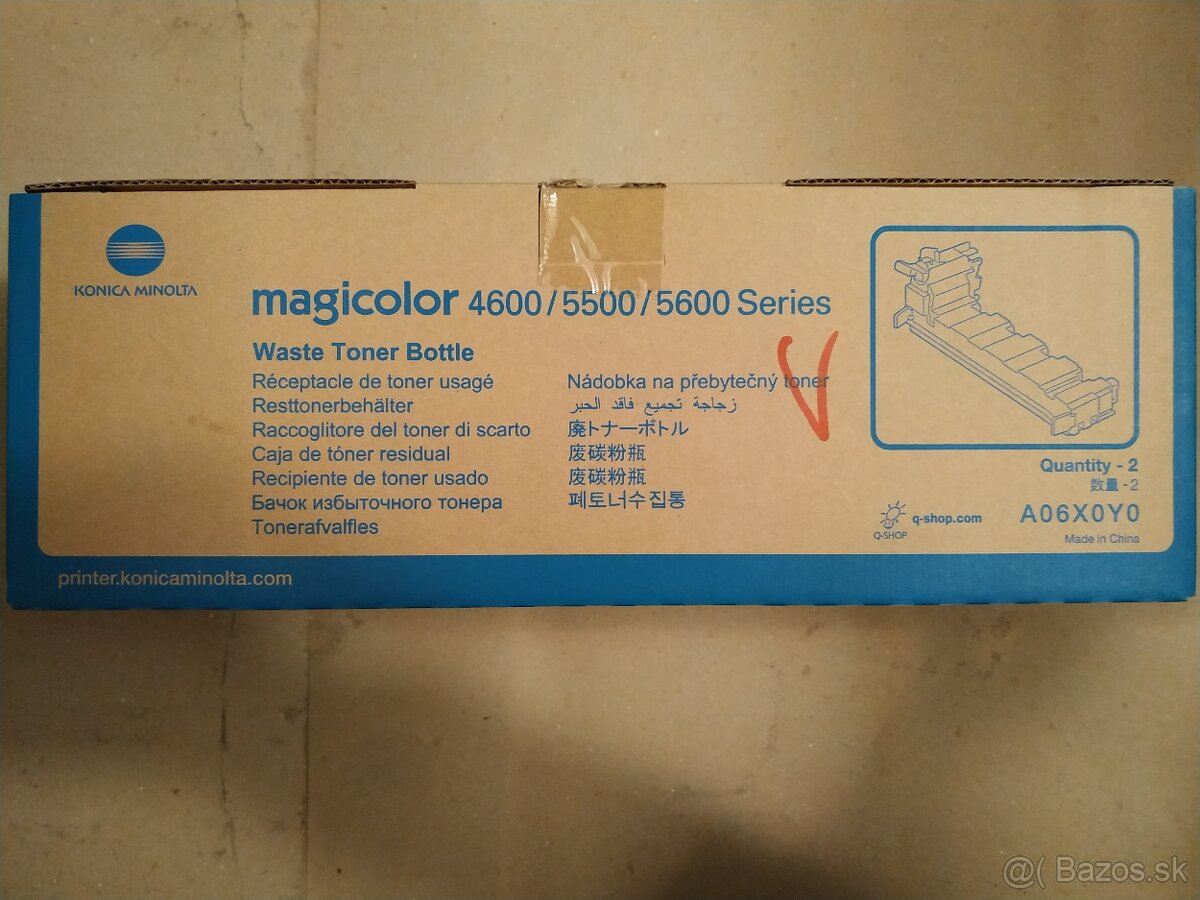 KONICA MINOLTA
magicolor 4600/5500/5600 Series
Waste Toner Bottle
Réceptacle de toner usagé
Resttonerbehälter
Raccoglitore del toner di scarto
Caja de tóner residual
Recipiente de toner usado
Бачок избыточного тонера
Tonerafvalfles
Nádobka na přebytečný toner
زجاجة تجميع فاقد الحبر
廃トナーボトル
废碳粉瓶
废碳粉瓶
폐토너수집통
Quantity - 2
数量 - 2
Q-SHOP
q-shop.com
A06X0Y0
Made in China
printer.konicaminolta.com
@( Bazos.sk